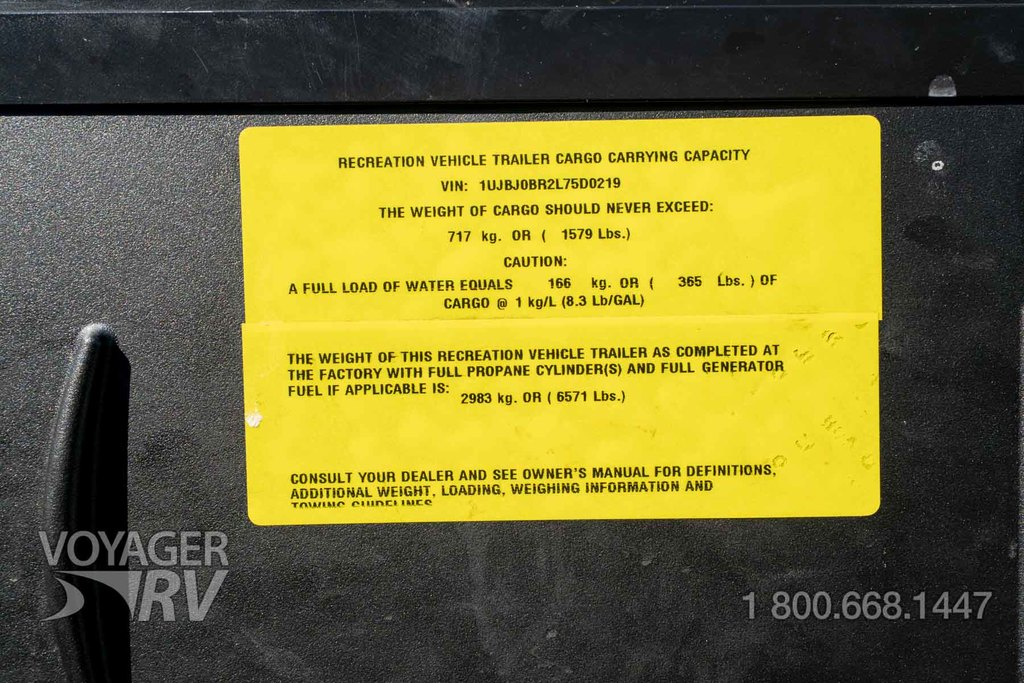 RECREATION VEHICLE TRAILER CARGO CARRYING CAPACITY
VIN: 1UJBJ0BR2L75D0219
THE WEIGHT OF CARGO SHOULD NEVER EXCEED:
717 kg. OR ( 1579 Lbs.)
CAUTION:
A FULL LOAD OF WATER EQUALS 166 kg. OR ( 365 Lbs. ) OF
CARGO @ 1 kg/L (8.3 Lb/GAL)
THE WEIGHT OF THIS RECREATION VEHICLE TRAILER AS COMPLETED AT
THE FACTORY WITH FULL PROPANE CYLINDER(S) AND FULL GENERATOR
FUEL IF APPLICABLE IS: 2983 kg. OR ( 6571 Lbs.)
CONSULT YOUR DEALER AND SEE OWNER'S MANUAL FOR DEFINITIONS,
ADDITIONAL WEIGHT, LOADING, WEIGHING INFORMATION AND
TOWING GUIDELINES
VOYAGER
RV
1 800.668.1447